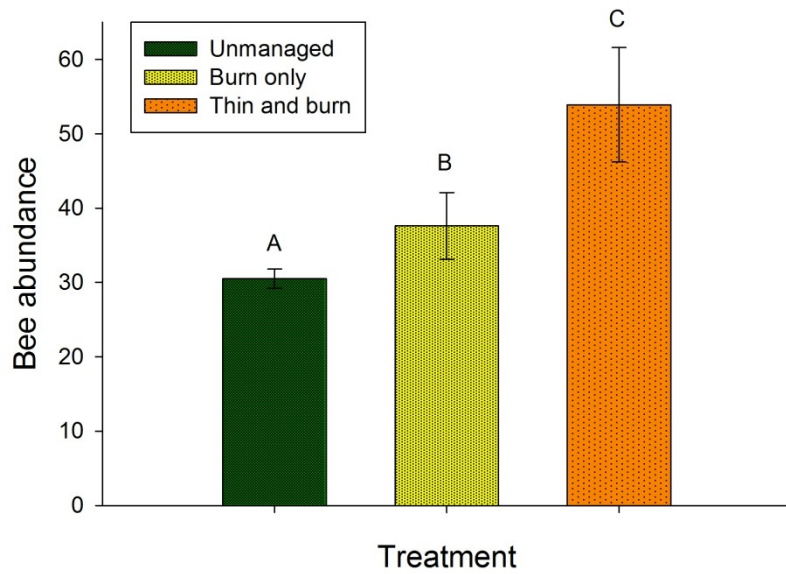 Unmanaged
Burn only
Thin and burn
A
B
C
60
50
40
30
20
10
0
Bee abundance
Treatment